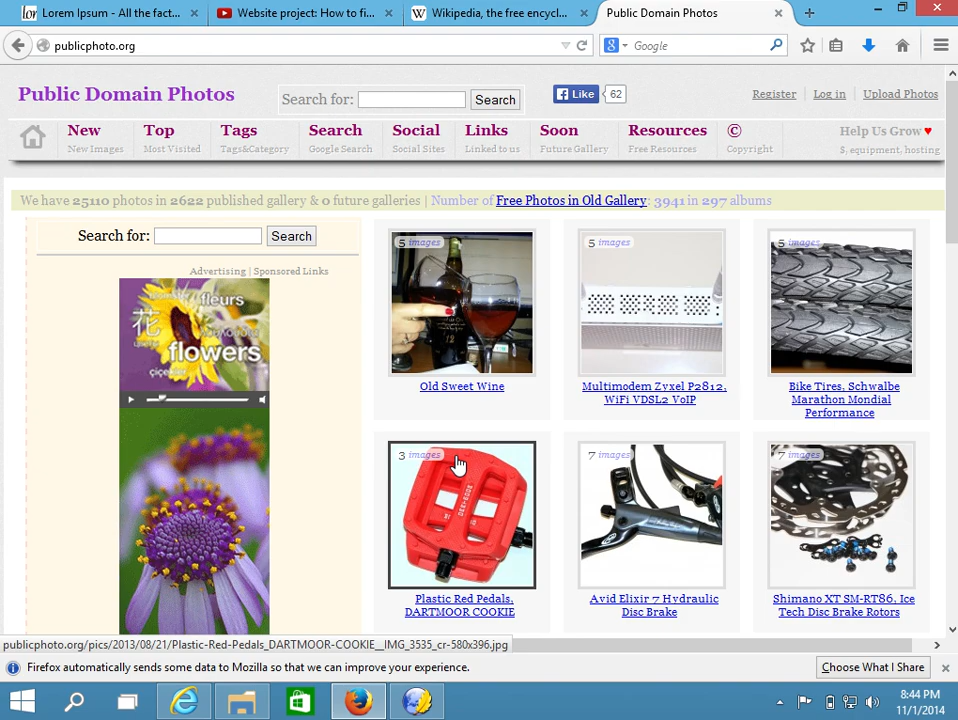 Lorem Ipsum - All the fact...
Website project: How to fi...
Wikipedia, the free encycl...
Public Domain Photos
publicphoto.org
Google
Public Domain Photos
Search for:
Search
Like
62
Register
Log in
Upload Photos
New
New Images
Top
Most Visited
Tags
Tags&Category
Search
Google Search
Social
Social Sites
Links
Linked to us
Soon
Future Gallery
Resources
Free Resources
©
Copyright
Help Us Grow ♥
$, equipment, hosting
We have 25110 photos in 2622 published gallery & 0 future galleries | Number of Free Photos in Old Gallery: 3941 in 297 albums
Search for:
Search
Advertising | Sponsored Links
fleurs
花
flowers
çiçekler
5 images
Old Sweet Wine
5 images
Multimodem Zyxel P2812,
WiFi VDSL2 VoIP
5 images
Bike Tires, Schwalbe
Marathon Mondial
Performance
3 images
Plastic Red Pedals,
DARTMOOR COOKIE
7 images
Avid Elixir 7 Hydraulic
Disc Brake
7 images
Shimano XT SM-RT86, Ice
Tech Disc Brake Rotors
publicphoto.org/pics/2013/08/21/Plastic-Red-Pedals_DARTMOOR-COOKIE__IMG_3535_cr-580x396.jpg
Firefox automatically sends some data to Mozilla so that we can improve your experience.
Choose What I Share
8:44 PM
11/1/2014